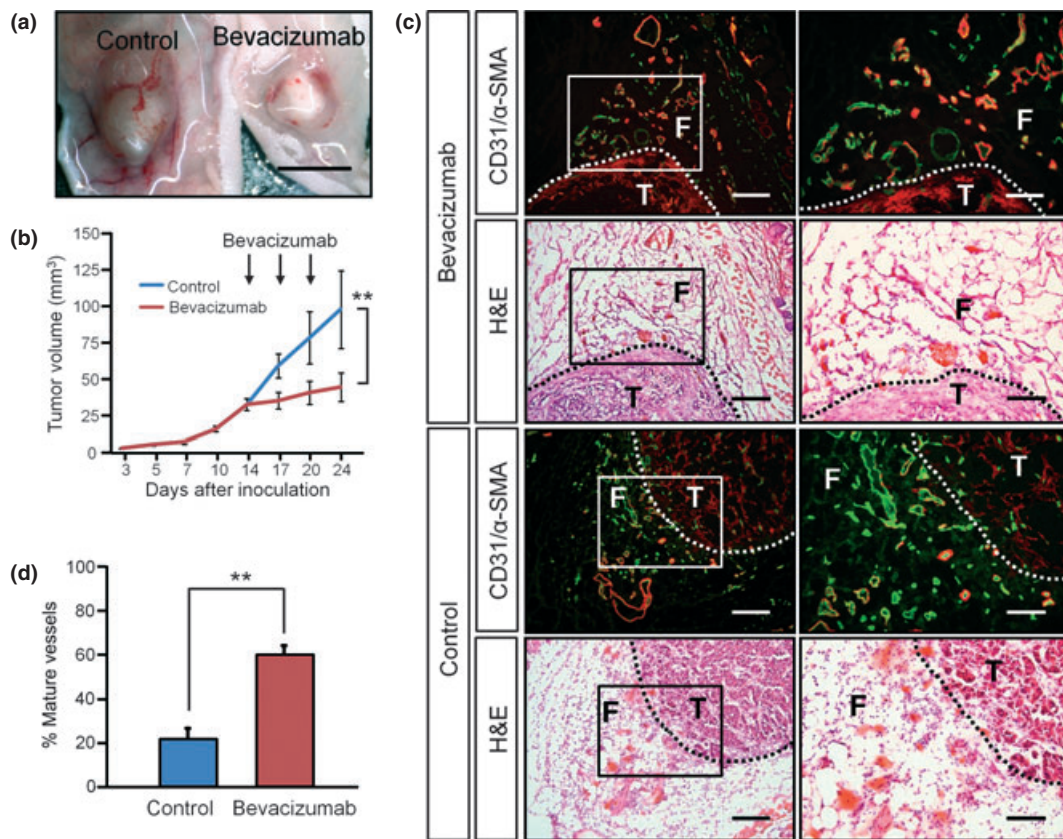 (a)
Control
Bevacizumab
(b)
Bevacizumab
Control
Bevacizumab
**
Tumor volume (mm³)
150
125
100
75
50
25
0
3 5 7 10 14 17 20 24
Days after inoculation
(d)
**
% Mature vessels
100
80
60
40
20
0
Control Bevacizumab
(c)
Bevacizumab
CD31/α-SMA
F
T
F
T
H&E
F
T
F
T
Control
CD31/α-SMA
F
T
F
T
H&E
F
T
F
T